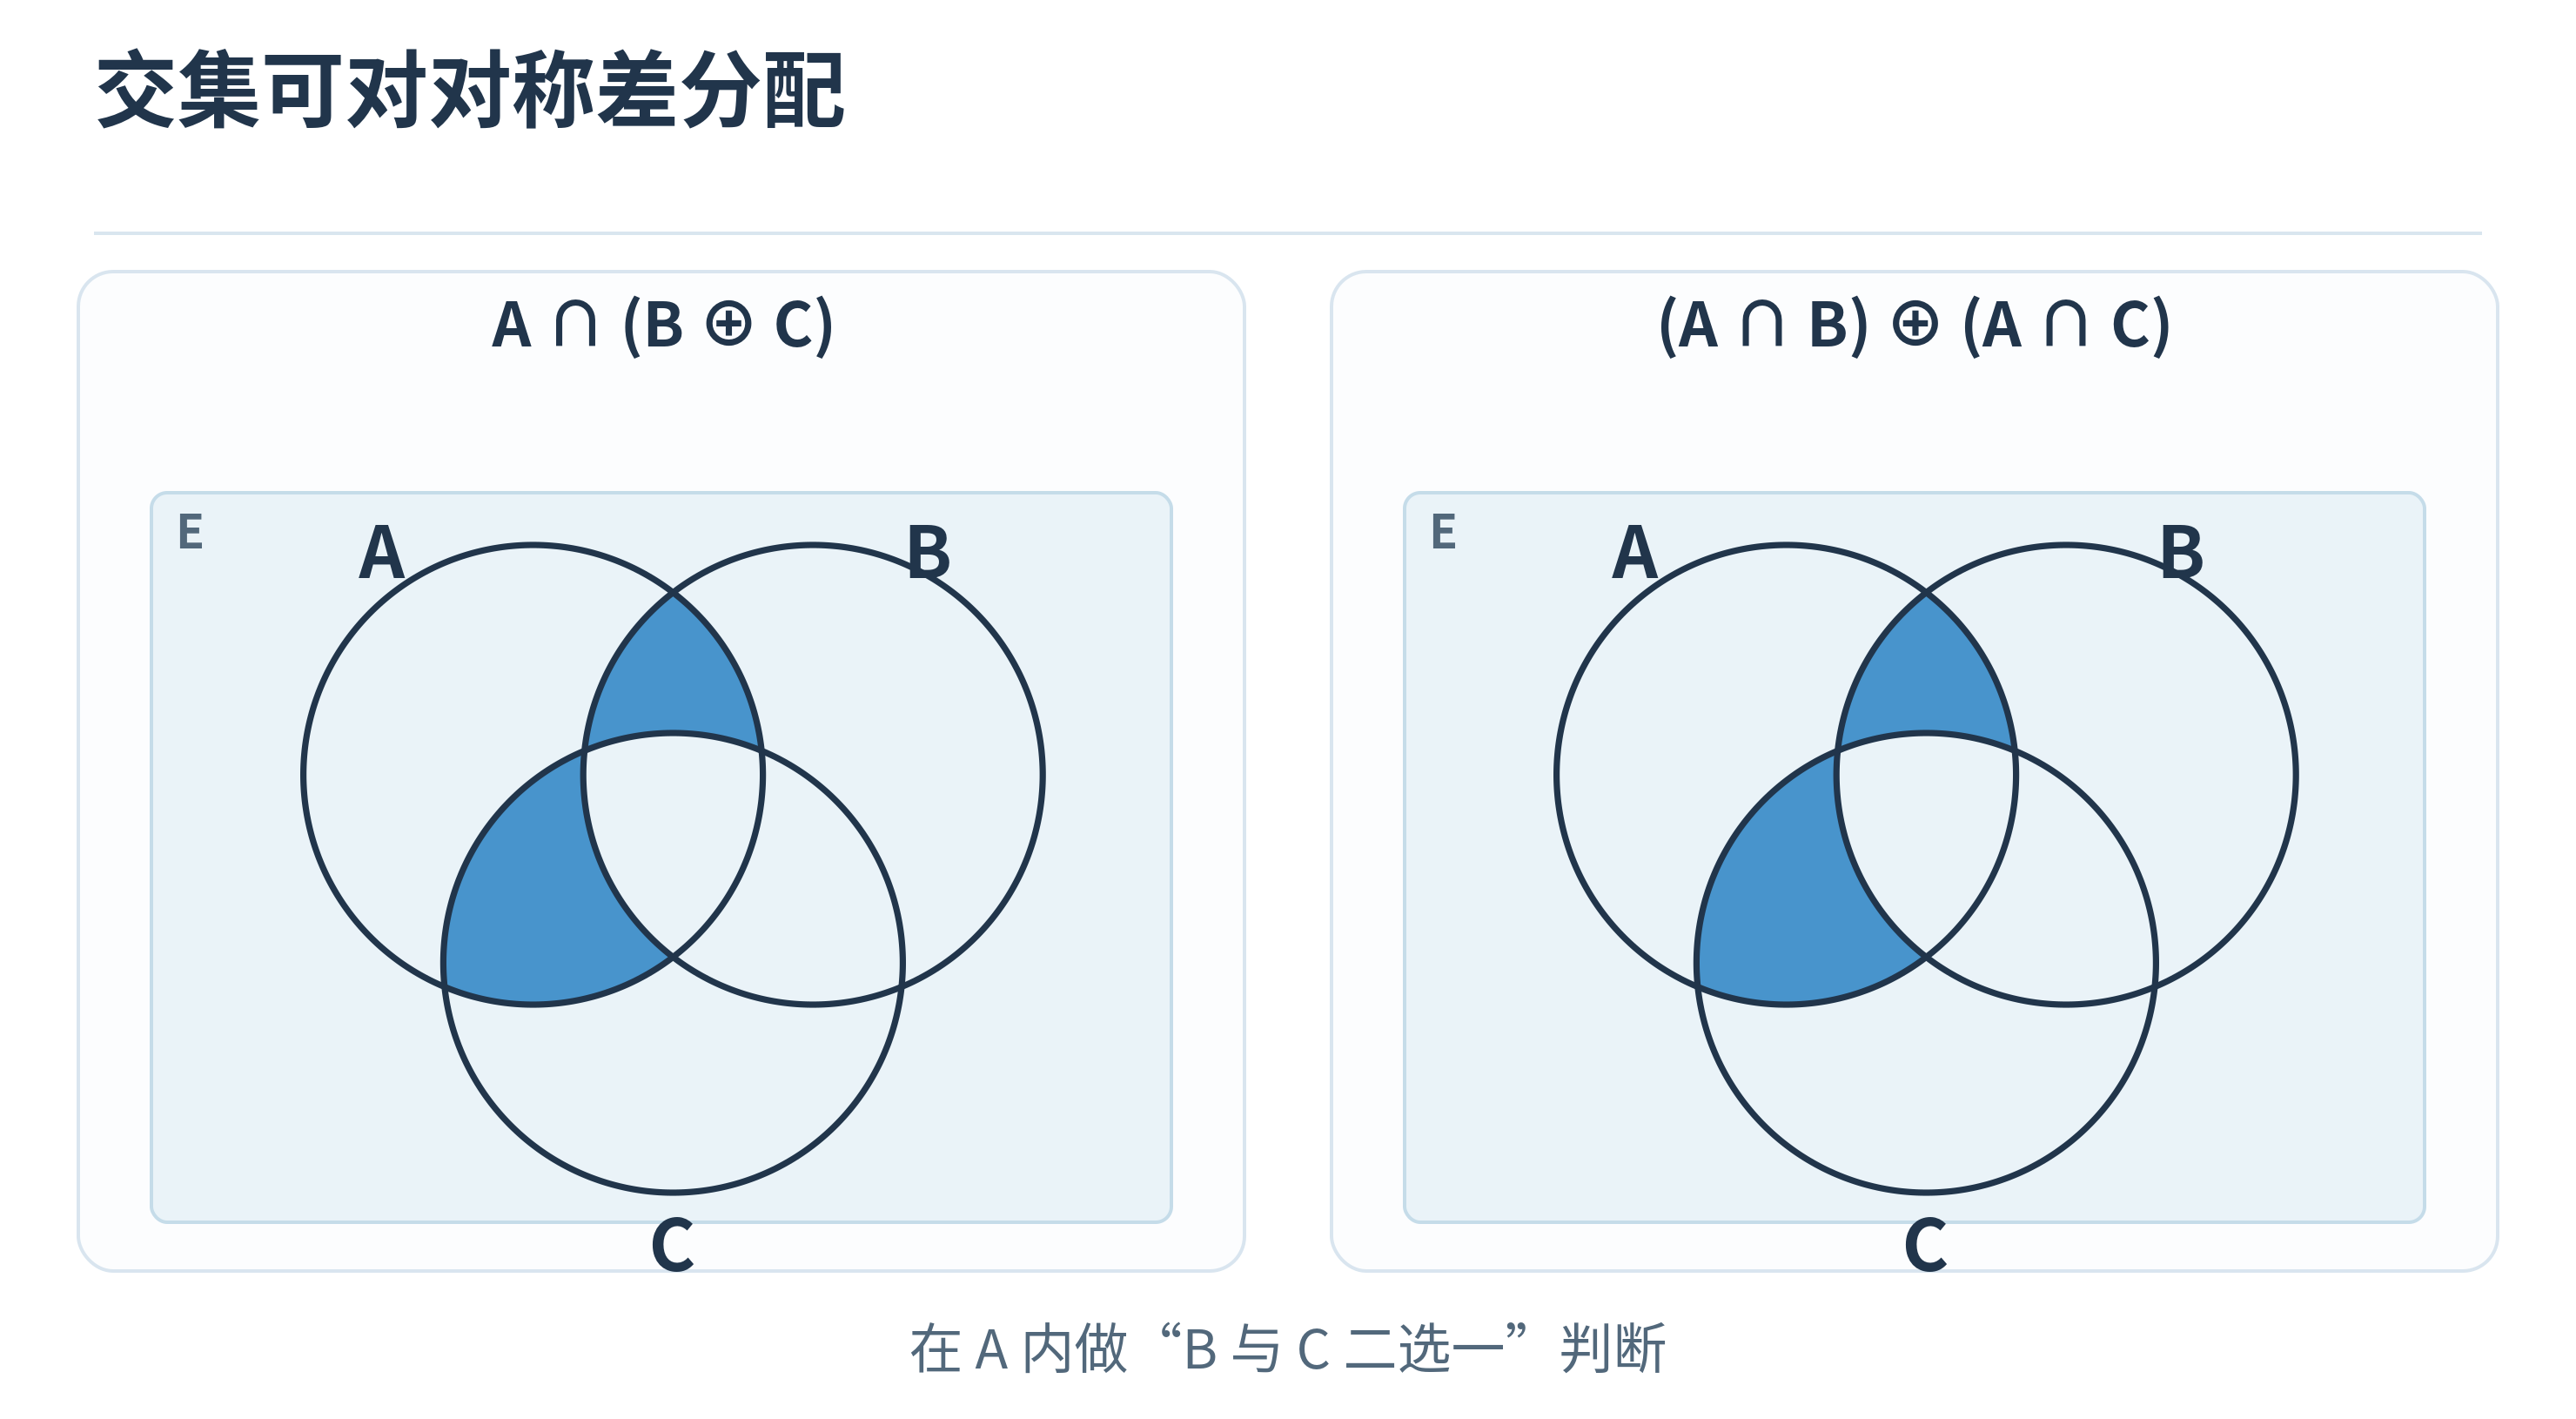 交集可对对称差分配
A ∩ (B ⊕ C)
E
A
B
C
(A ∩ B) ⊕ (A ∩ C)
E
A
B
C
在 A 内做“B 与 C 二选一”判断